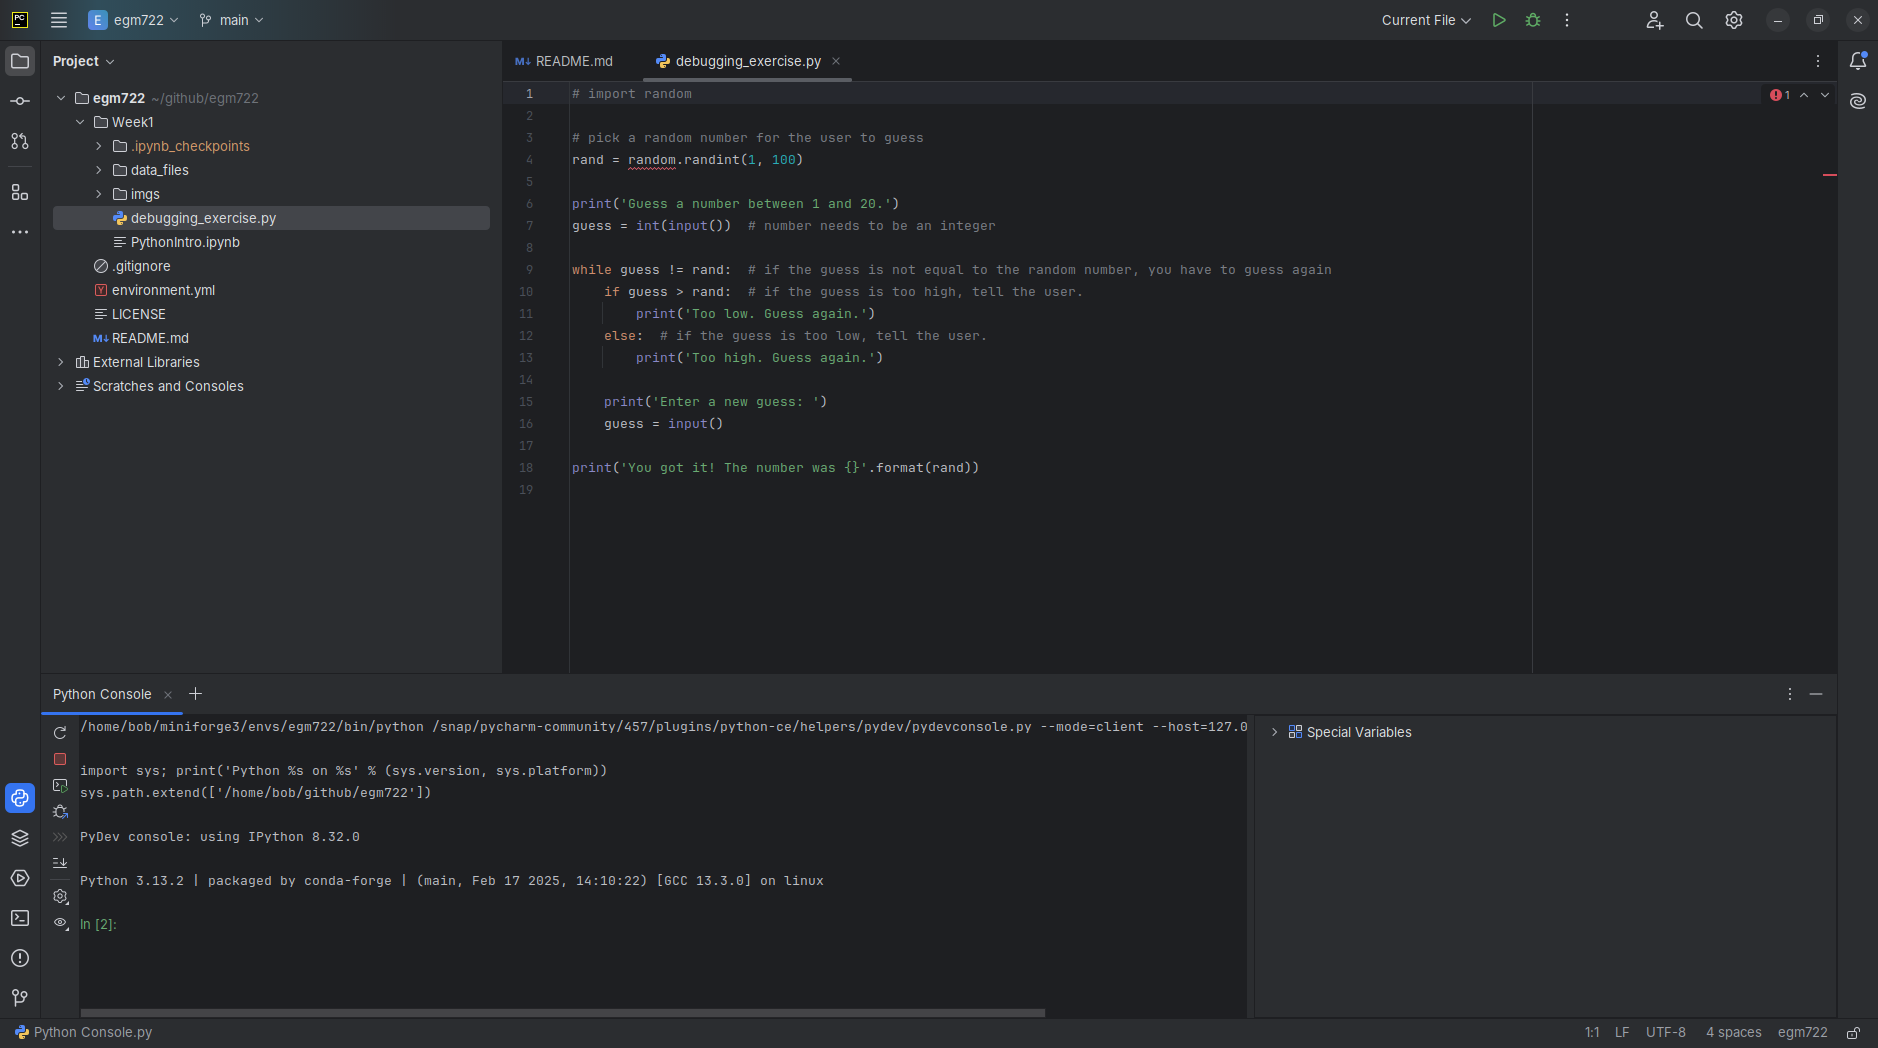 PC
E egm722 main
Current File
Project
egm722 ~/github/egm722
Week1
.ipynb_checkpoints
data_files
imgs
debugging_exercise.py
PythonIntro.ipynb
.gitignore
Y environment.yml
LICENSE
M↓ README.md
External Libraries
Scratches and Consoles
M↓ README.md
debugging_exercise.py
1
1 # import random
2
3 # pick a random number for the user to guess
4 rand = random.randint(1, 100)
5
6 print('Guess a number between 1 and 20.')
7 guess = int(input())  # number needs to be an integer
8
9 while guess != rand:  # if the guess is not equal to the random number, you have to guess again
10     if guess > rand:  # if the guess is too high, tell the user.
11         print('Too low. Guess again.')
12     else:  # if the guess is too low, tell the user.
13         print('Too high. Guess again.')
14
15     print('Enter a new guess: ')
16     guess = input()
17
18 print('You got it! The number was {}'.format(rand))
19
Python Console
/home/bob/miniforge3/envs/egm722/bin/python /snap/pycharm-community/457/plugins/python-ce/helpers/pydev/pydevconsole.py --mode=client --host=127.0
import sys; print('Python %s on %s' % (sys.version, sys.platform))
sys.path.extend(['/home/bob/github/egm722'])
PyDev console: using IPython 8.32.0
Python 3.13.2 | packaged by conda-forge | (main, Feb 17 2025, 14:10:22) [GCC 13.3.0] on linux
In [2]:
Special Variables
Python Console.py
1:1 LF UTF-8 4 spaces egm722